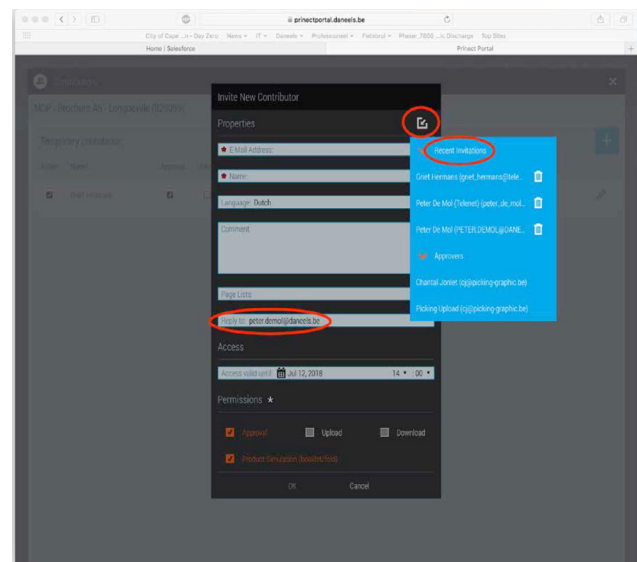 prinectportal.daneels.be
Home | Salesforce
Prinect Portal
Invite New Contributor
Properties
E-Mail Address:
Name:
Language: Dutch
Comment:
Page Lists:
Reply to: peter.demol@daneels.be
Recent Invitations
Griet Hermans (griet_hermans@tele...
Peter De Mol (Telenet) (peter_de_mol...
Peter De Mol (PETER.DEMOL@DANE...
Approvers
Chantal Joniet (cj@picking-graphic.be)
Picking Upload (cj@picking-graphic.be)
Access
Access valid until: Jul 12, 2018 14 : 00
Permissions *
Approval Upload Download
Product Simulation (booklet/fold)
OK Cancel